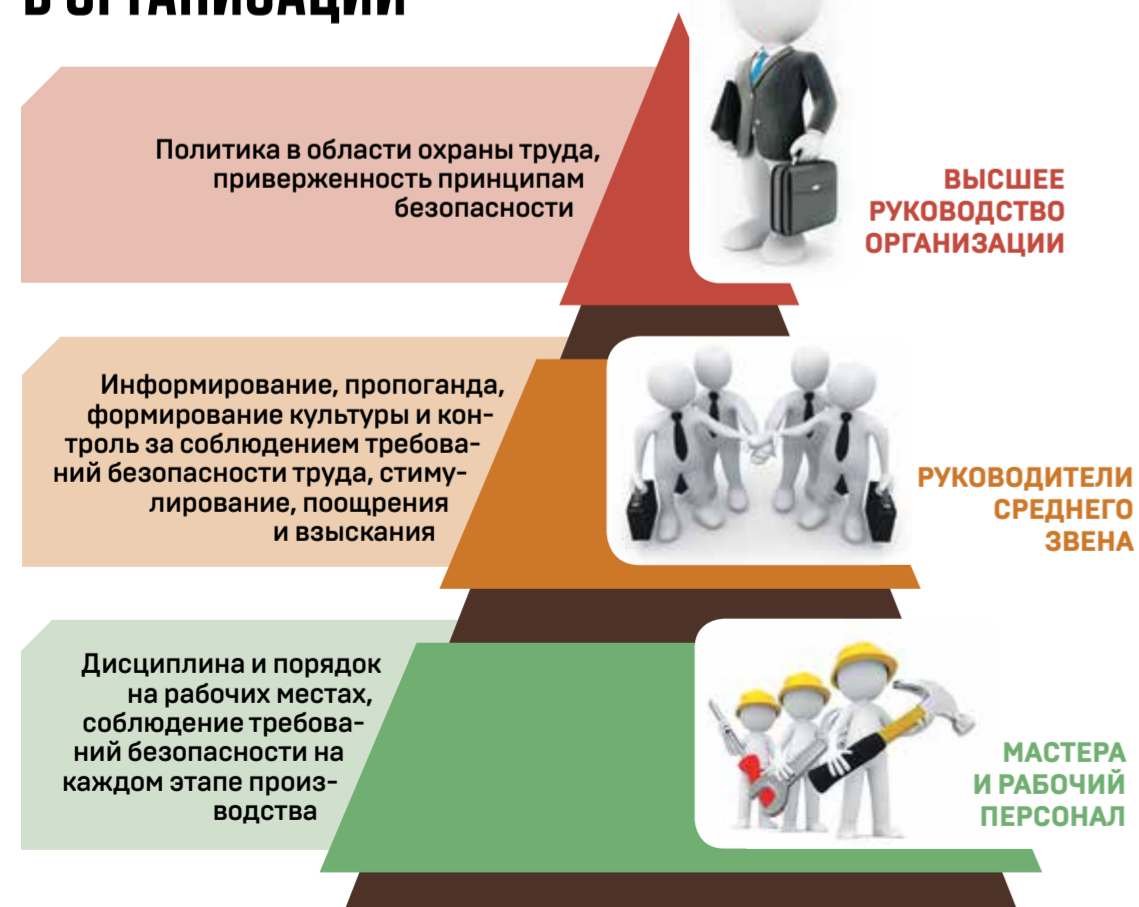 В ОРГАНИЗАЦИИ
Политика в области охраны труда,
приверженность принципам
безопасности
ВЫСШЕЕ
РУКОВОДСТВО
ОРГАНИЗАЦИИ
Информирование, пропоганда,
формирование культуры и кон-
троль за соблюдением требова-
ний безопасности труда, стиму-
лирование, поощрения
и взыскания
РУКОВОДИТЕЛИ
СРЕДНЕГО
ЗВЕНА
Дисциплина и порядок
на рабочих местах,
соблюдение требова-
ний безопасности на
каждом этапе произ-
водства
МАСТЕРА
И РАБОЧИЙ
ПЕРСОНАЛ